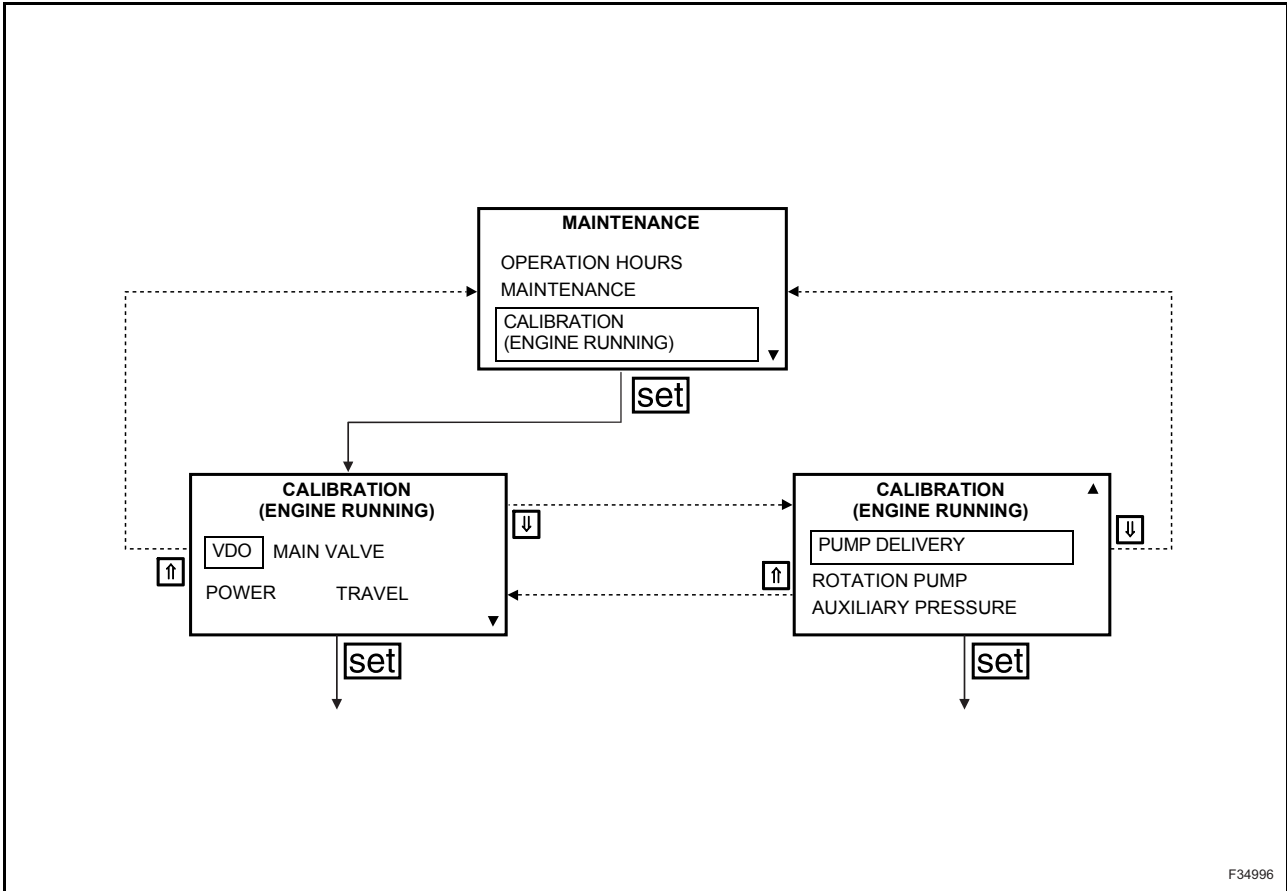 MAINTENANCE
OPERATION HOURS
MAINTENANCE
CALIBRATION
(ENGINE RUNNING)
▼
set
CALIBRATION
(ENGINE RUNNING)
VDO MAIN VALVE
POWER TRAVEL
▼
⇑
⇓
set
CALIBRATION ▲
(ENGINE RUNNING)
PUMP DELIVERY
ROTATION PUMP
AUXILIARY PRESSURE
⇑
⇓
set
F34996